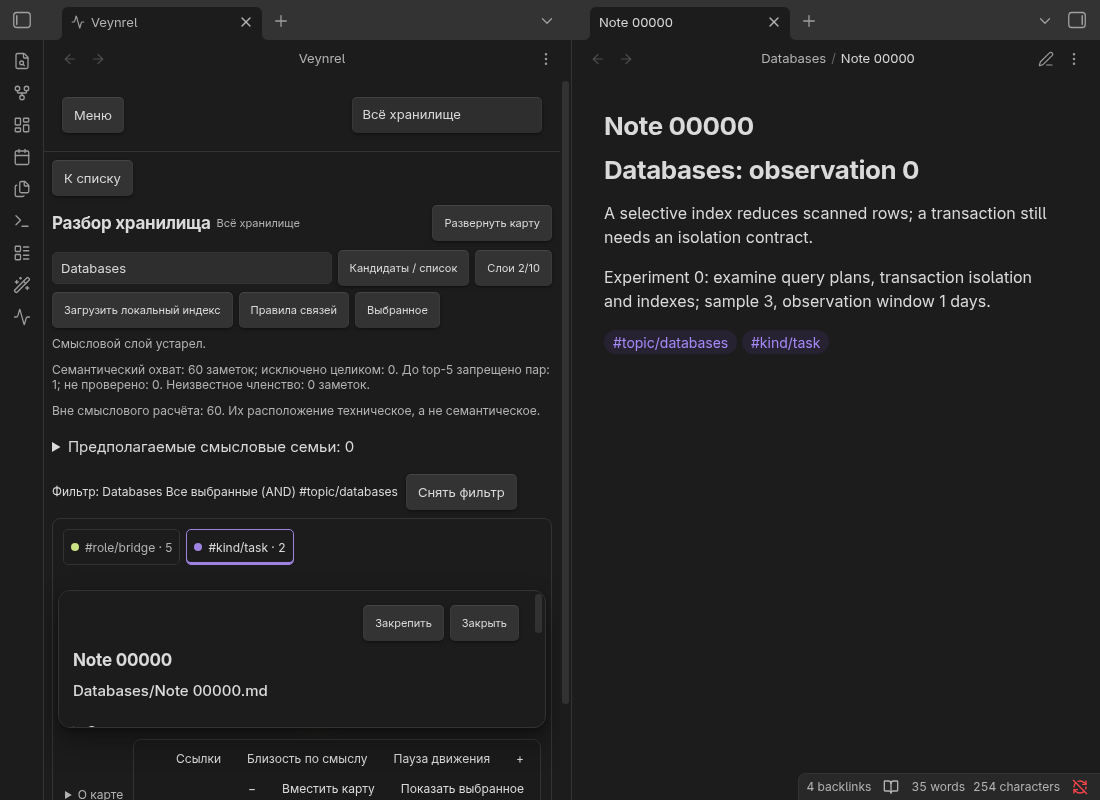 Veynrel
Note 00000
Veynrel
Databases / Note 00000
Меню
Всё хранилище
К списку
Разбор хранилища Всё хранилище
Развернуть карту
Databases
Кандидаты / список
Слои 2/10
Загрузить локальный индекс
Правила связей
Выбранное
Смысловой слой устарел.
Семантический охват: 60 заметок; исключено целиком: 0. До top-5 запрещено пар:
1; не проверено: 0. Неизвестное членство: 0 заметок.
Вне смыслового расчёта: 60. Их расположение техническое, а не семантическое.
Предполагаемые смысловые семьи: 0
Фильтр: Databases Все выбранные (AND) #topic/databases
Снять фильтр
#role/bridge · 5
#kind/task · 2
Закрепить
Закрыть
Note 00000
Databases/Note 00000.md
Ссылки
Близость по смыслу
Пауза движения
+
−
Вместить карту
Показать выбранное
О карте
Note 00000
Databases: observation 0
A selective index reduces scanned rows; a transaction still
needs an isolation contract.
Experiment 0: examine query plans, transaction isolation
and indexes; sample 3, observation window 1 days.
#topic/databases #kind/task
4 backlinks
35 words
254 characters